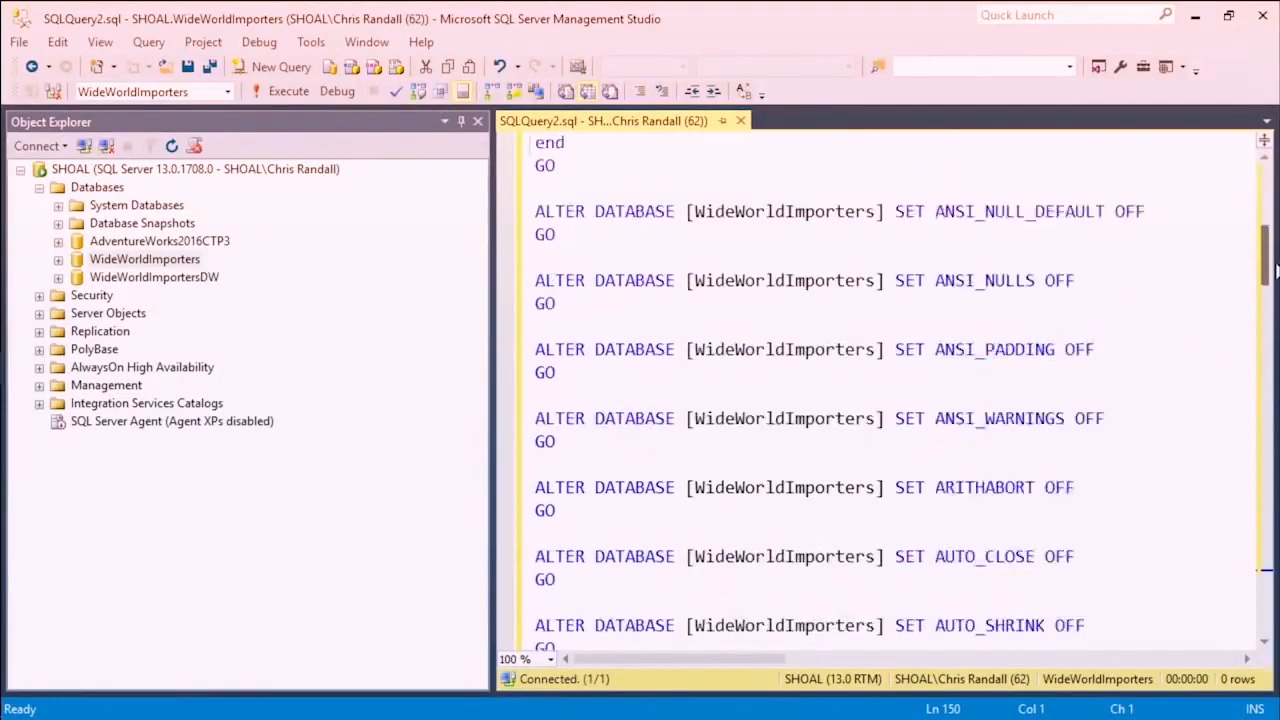 SQLQuery2.sql - SHOAL.WideWorldImporters (SHOAL\Chris Randall (62)) - Microsoft SQL Server Management Studio
Quick Launch
File Edit View Query Project Debug Tools Window Help
New Query
WideWorldImporters Execute Debug
Object Explorer
Connect
SHOAL (SQL Server 13.0.1708.0 - SHOAL\Chris Randall)
Databases
System Databases
Database Snapshots
AdventureWorks2016CTP3
WideWorldImporters
WideWorldImportersDW
Security
Server Objects
Replication
PolyBase
AlwaysOn High Availability
Management
Integration Services Catalogs
SQL Server Agent (Agent XPs disabled)
SQLQuery2.sql - SH...Chris Randall (62))
end
GO
ALTER DATABASE [WideWorldImporters] SET ANSI_NULL_DEFAULT OFF
GO
ALTER DATABASE [WideWorldImporters] SET ANSI_NULLS OFF
GO
ALTER DATABASE [WideWorldImporters] SET ANSI_PADDING OFF
GO
ALTER DATABASE [WideWorldImporters] SET ANSI_WARNINGS OFF
GO
ALTER DATABASE [WideWorldImporters] SET ARITHABORT OFF
GO
ALTER DATABASE [WideWorldImporters] SET AUTO_CLOSE OFF
GO
ALTER DATABASE [WideWorldImporters] SET AUTO_SHRINK OFF
GO
100 %
Connected. (1/1) SHOAL (13.0 RTM) SHOAL\Chris Randall (62) WideWorldImporters 00:00:00 0 rows
Ready Ln 150 Col 1 Ch 1 INS